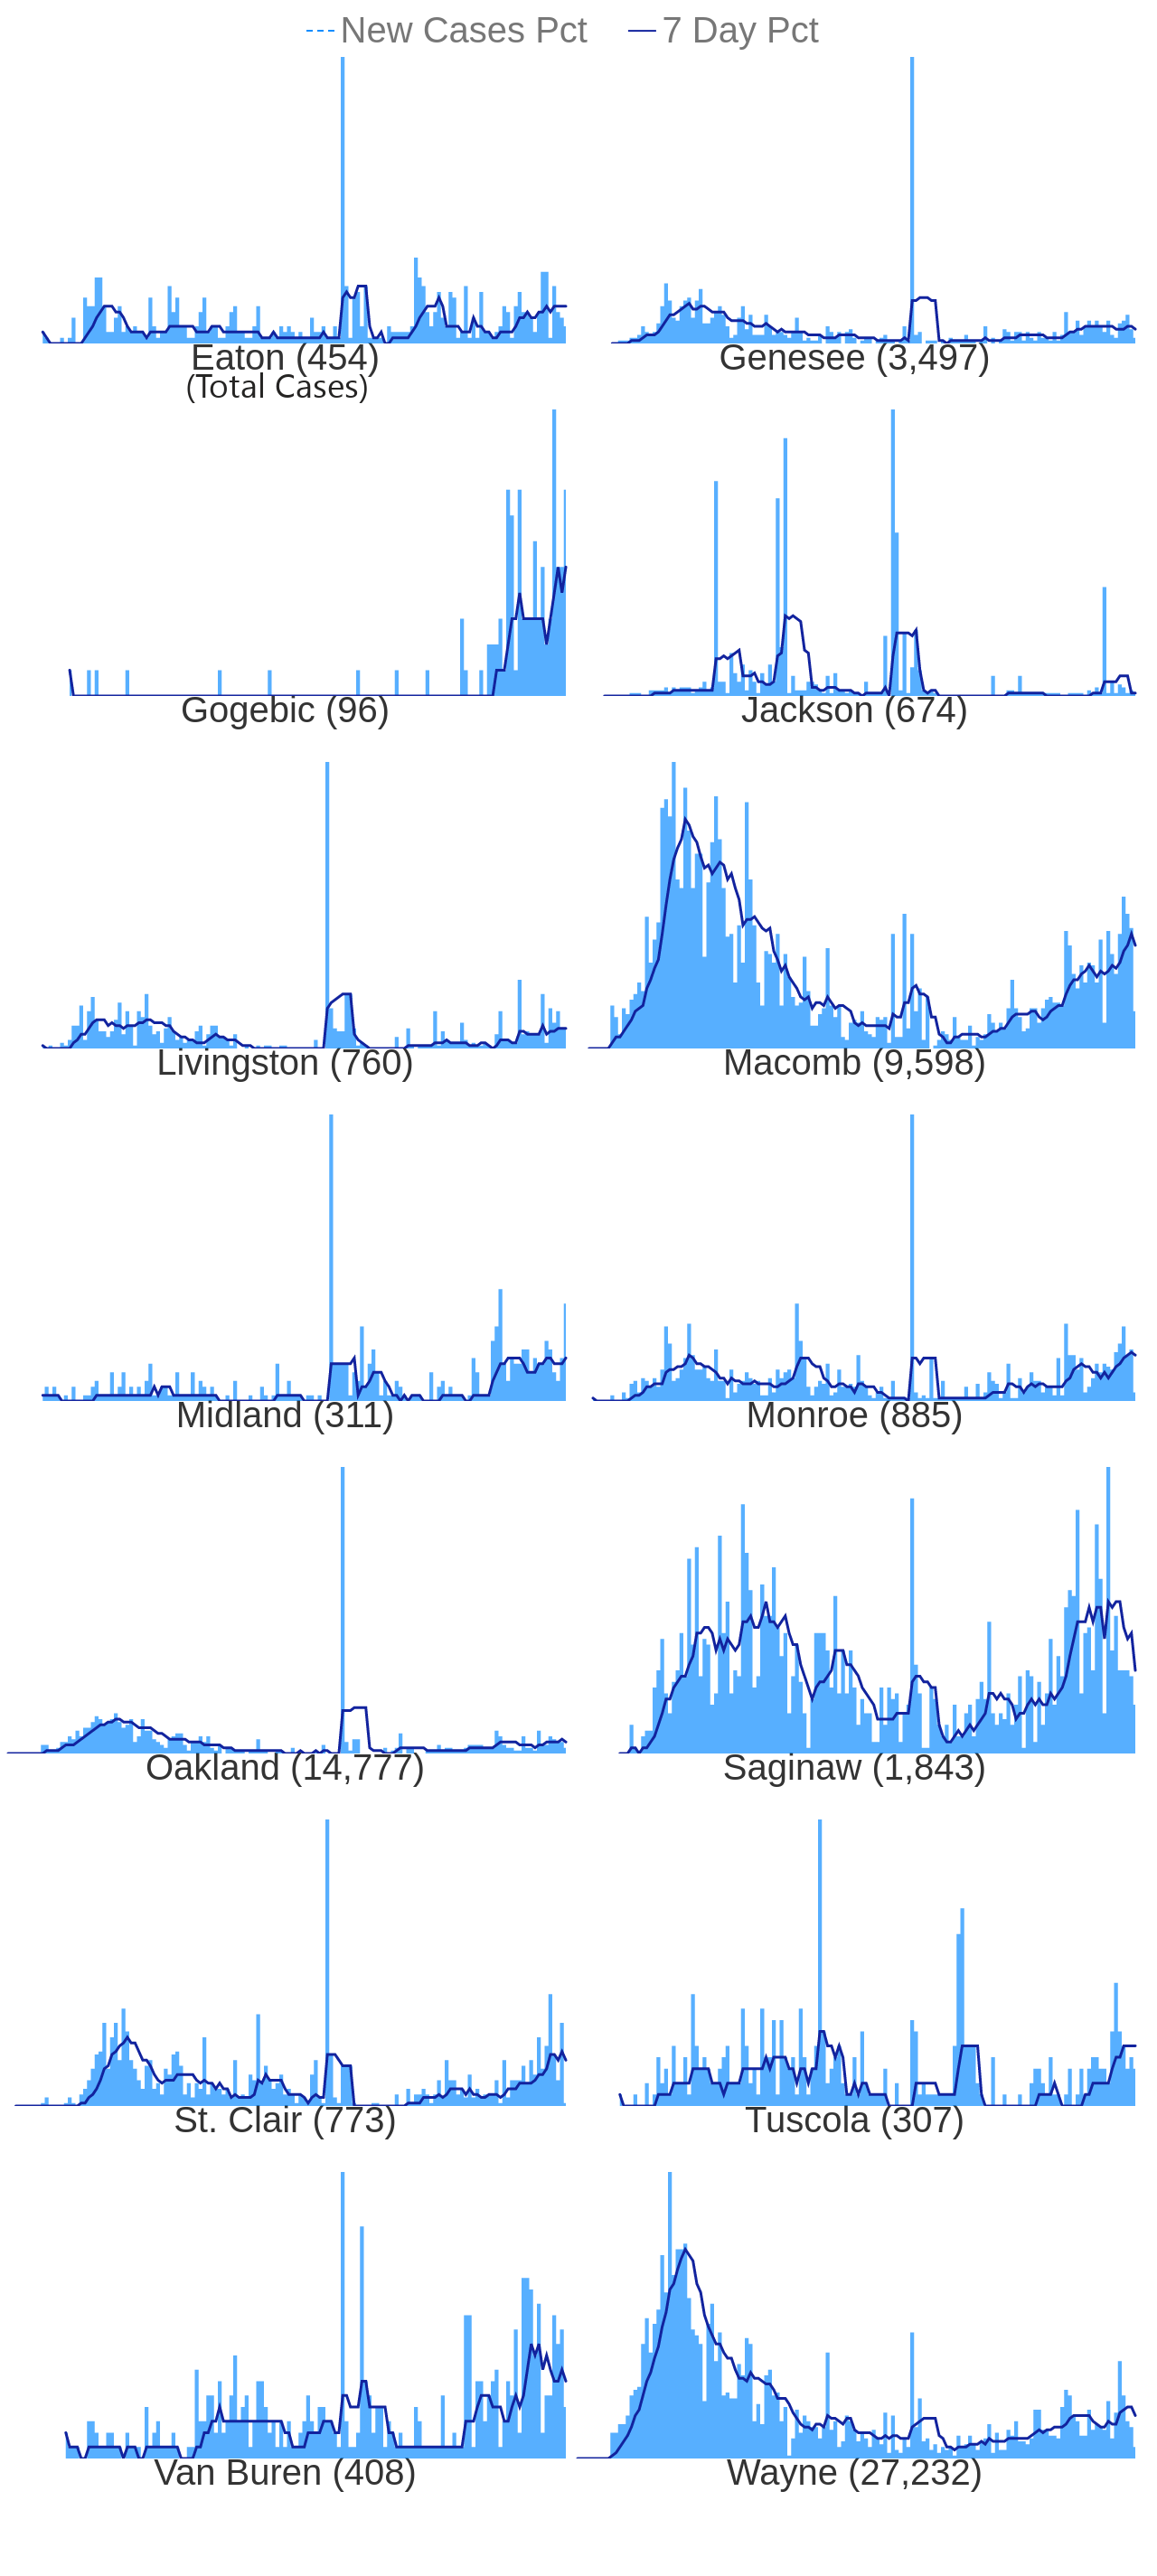 New Cases Pct 7 Day Pct
Eaton (454) Genesee (3,497)
(Total Cases)
Gogebic (96) Jackson (674)
Livingston (760) Macomb (9,598)
Midland (311) Monroe (885)
Oakland (14,777) Saginaw (1,843)
St. Clair (773) Tuscola (307)
Van Buren (408) Wayne (27,232)